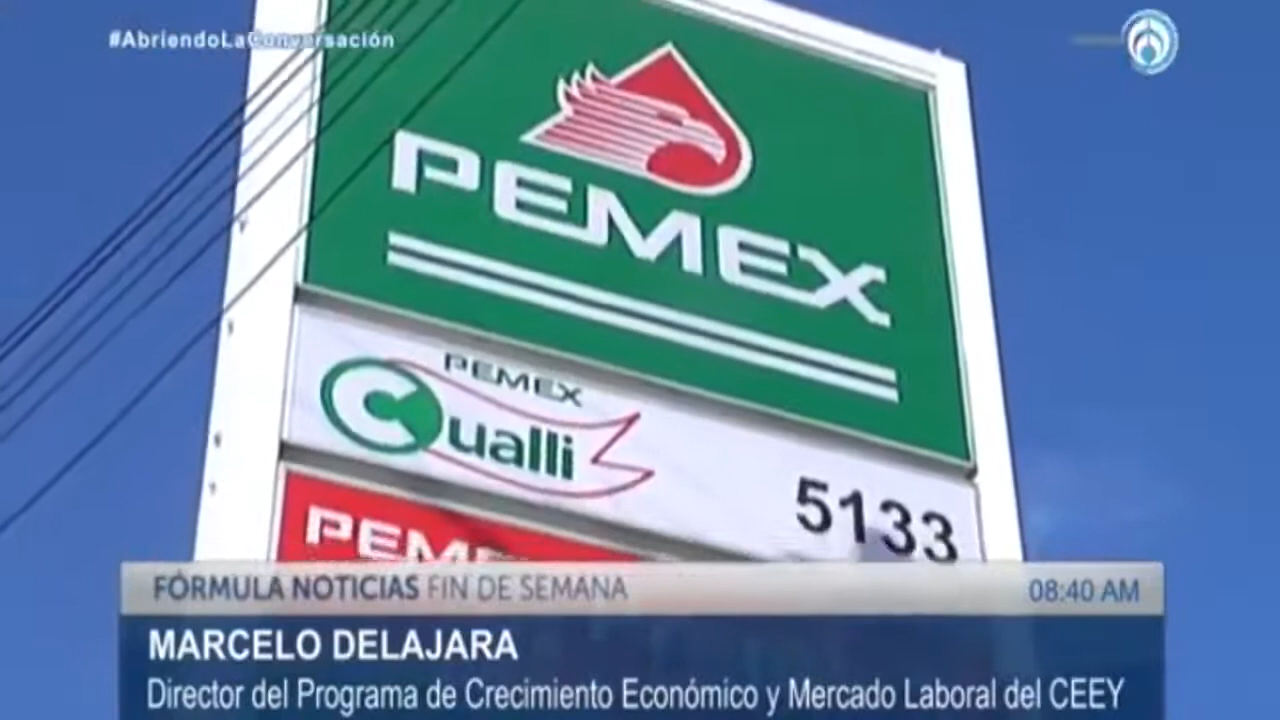 #AbriendoLaConversación
PEMEX
PEMEX
Cualli
5133
PEMEX
FÓRMULA NOTICIAS FIN DE SEMANA
08:40 AM
MARCELO DELAJARA
Director del Programa de Crecimiento Económico y Mercado Laboral del CEEY